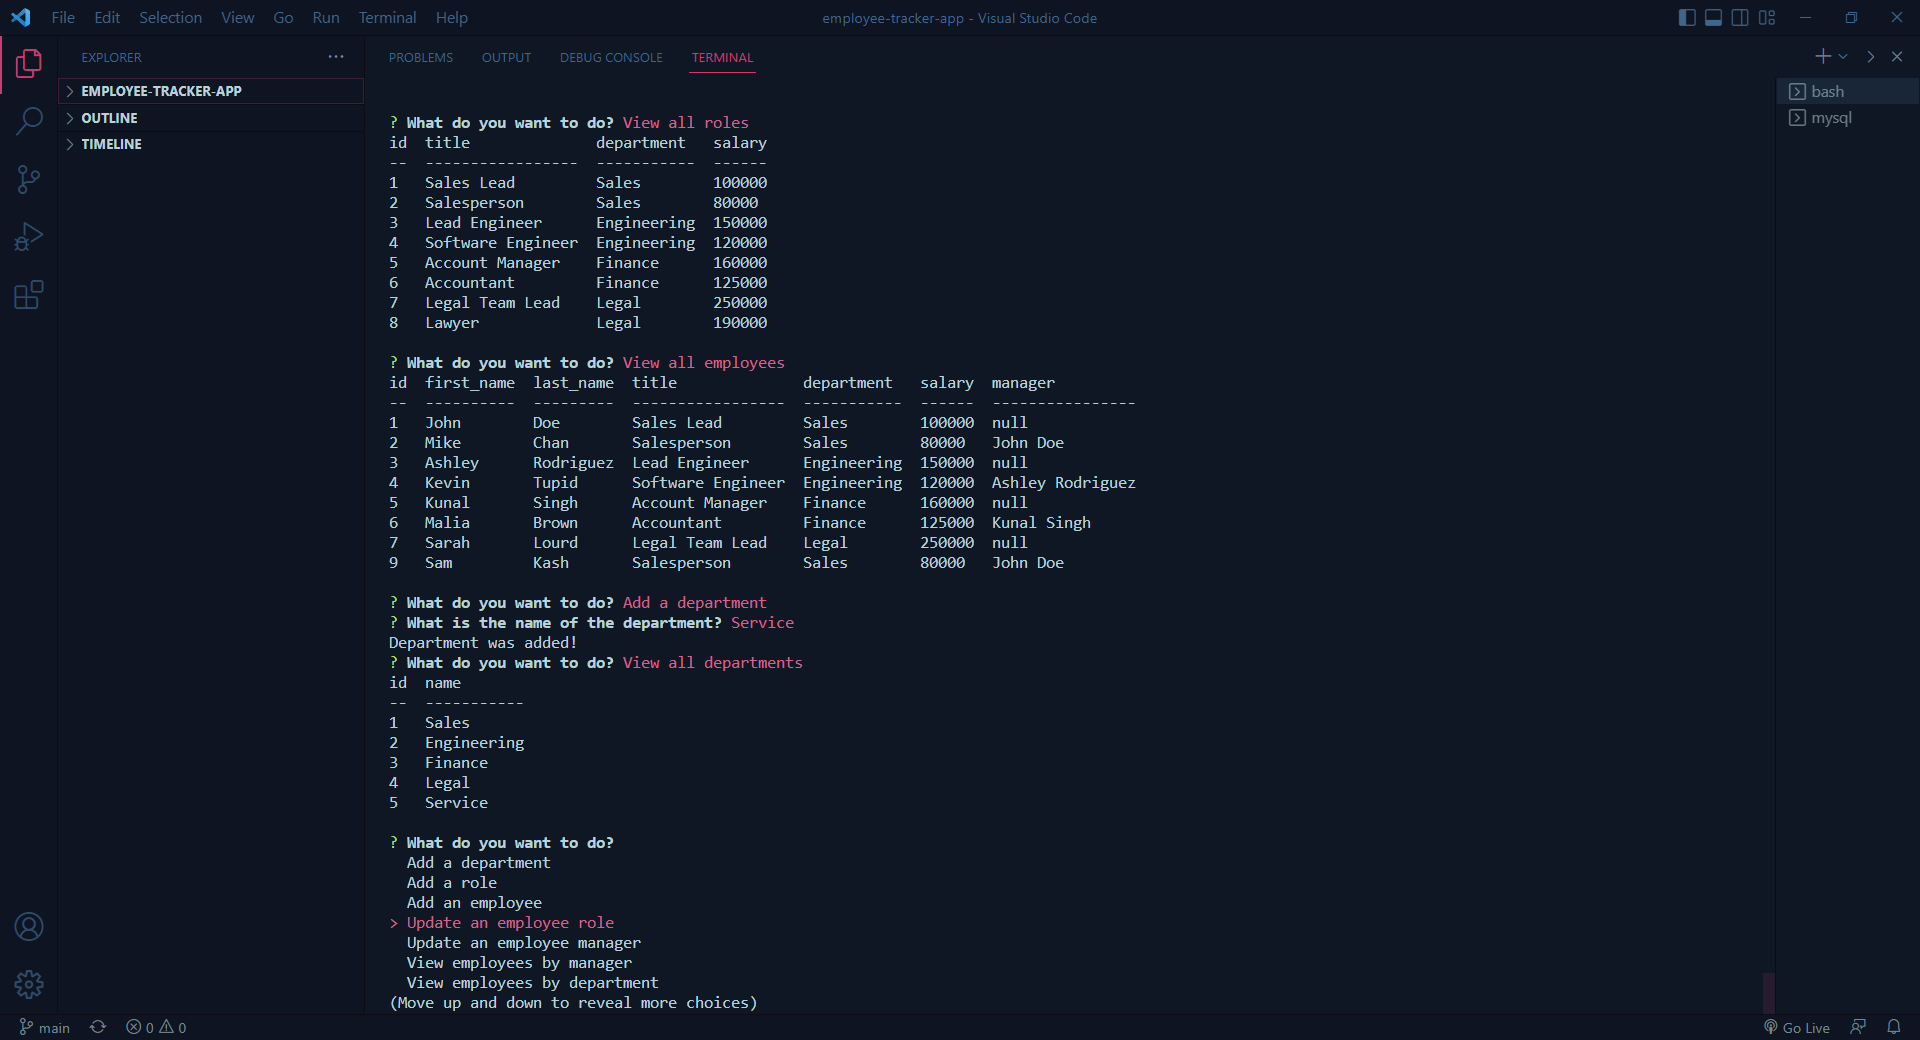 File Edit Selection View Go Run Terminal Help
employee-tracker-app - Visual Studio Code
EXPLORER ···
EMPLOYEE-TRACKER-APP
OUTLINE
TIMELINE
PROBLEMS OUTPUT DEBUG CONSOLE TERMINAL
? What do you want to do? View all roles
id  title              department   salary
--  -----------------  -----------  ------
1   Sales Lead         Sales        100000
2   Salesperson        Sales        80000
3   Lead Engineer      Engineering  150000
4   Software Engineer  Engineering  120000
5   Account Manager    Finance      160000
6   Accountant         Finance      125000
7   Legal Team Lead    Legal        250000
8   Lawyer             Legal        190000
? What do you want to do? View all employees
id  first_name  last_name  title              department   salary  manager
--  ----------  ---------  -----------------  -----------  ------  ----------------
1   John        Doe        Sales Lead         Sales        100000  null
2   Mike        Chan       Salesperson        Sales        80000   John Doe
3   Ashley      Rodriguez  Lead Engineer      Engineering  150000  null
4   Kevin       Tupid      Software Engineer  Engineering  120000  Ashley Rodriguez
5   Kunal       Singh      Account Manager    Finance      160000  null
6   Malia       Brown      Accountant         Finance      125000  Kunal Singh
7   Sarah       Lourd      Legal Team Lead    Legal        250000  null
9   Sam         Kash       Salesperson        Sales        80000   John Doe
? What do you want to do? Add a department
? What is the name of the department? Service
Department was added!
? What do you want to do? View all departments
id  name
--  -----------
1   Sales
2   Engineering
3   Finance
4   Legal
5   Service
? What do you want to do?
Add a department
Add a role
Add an employee
> Update an employee role
Update an employee manager
View employees by manager
View employees by department
(Move up and down to reveal more choices)
bash
mysql
main 0 0
Go Live